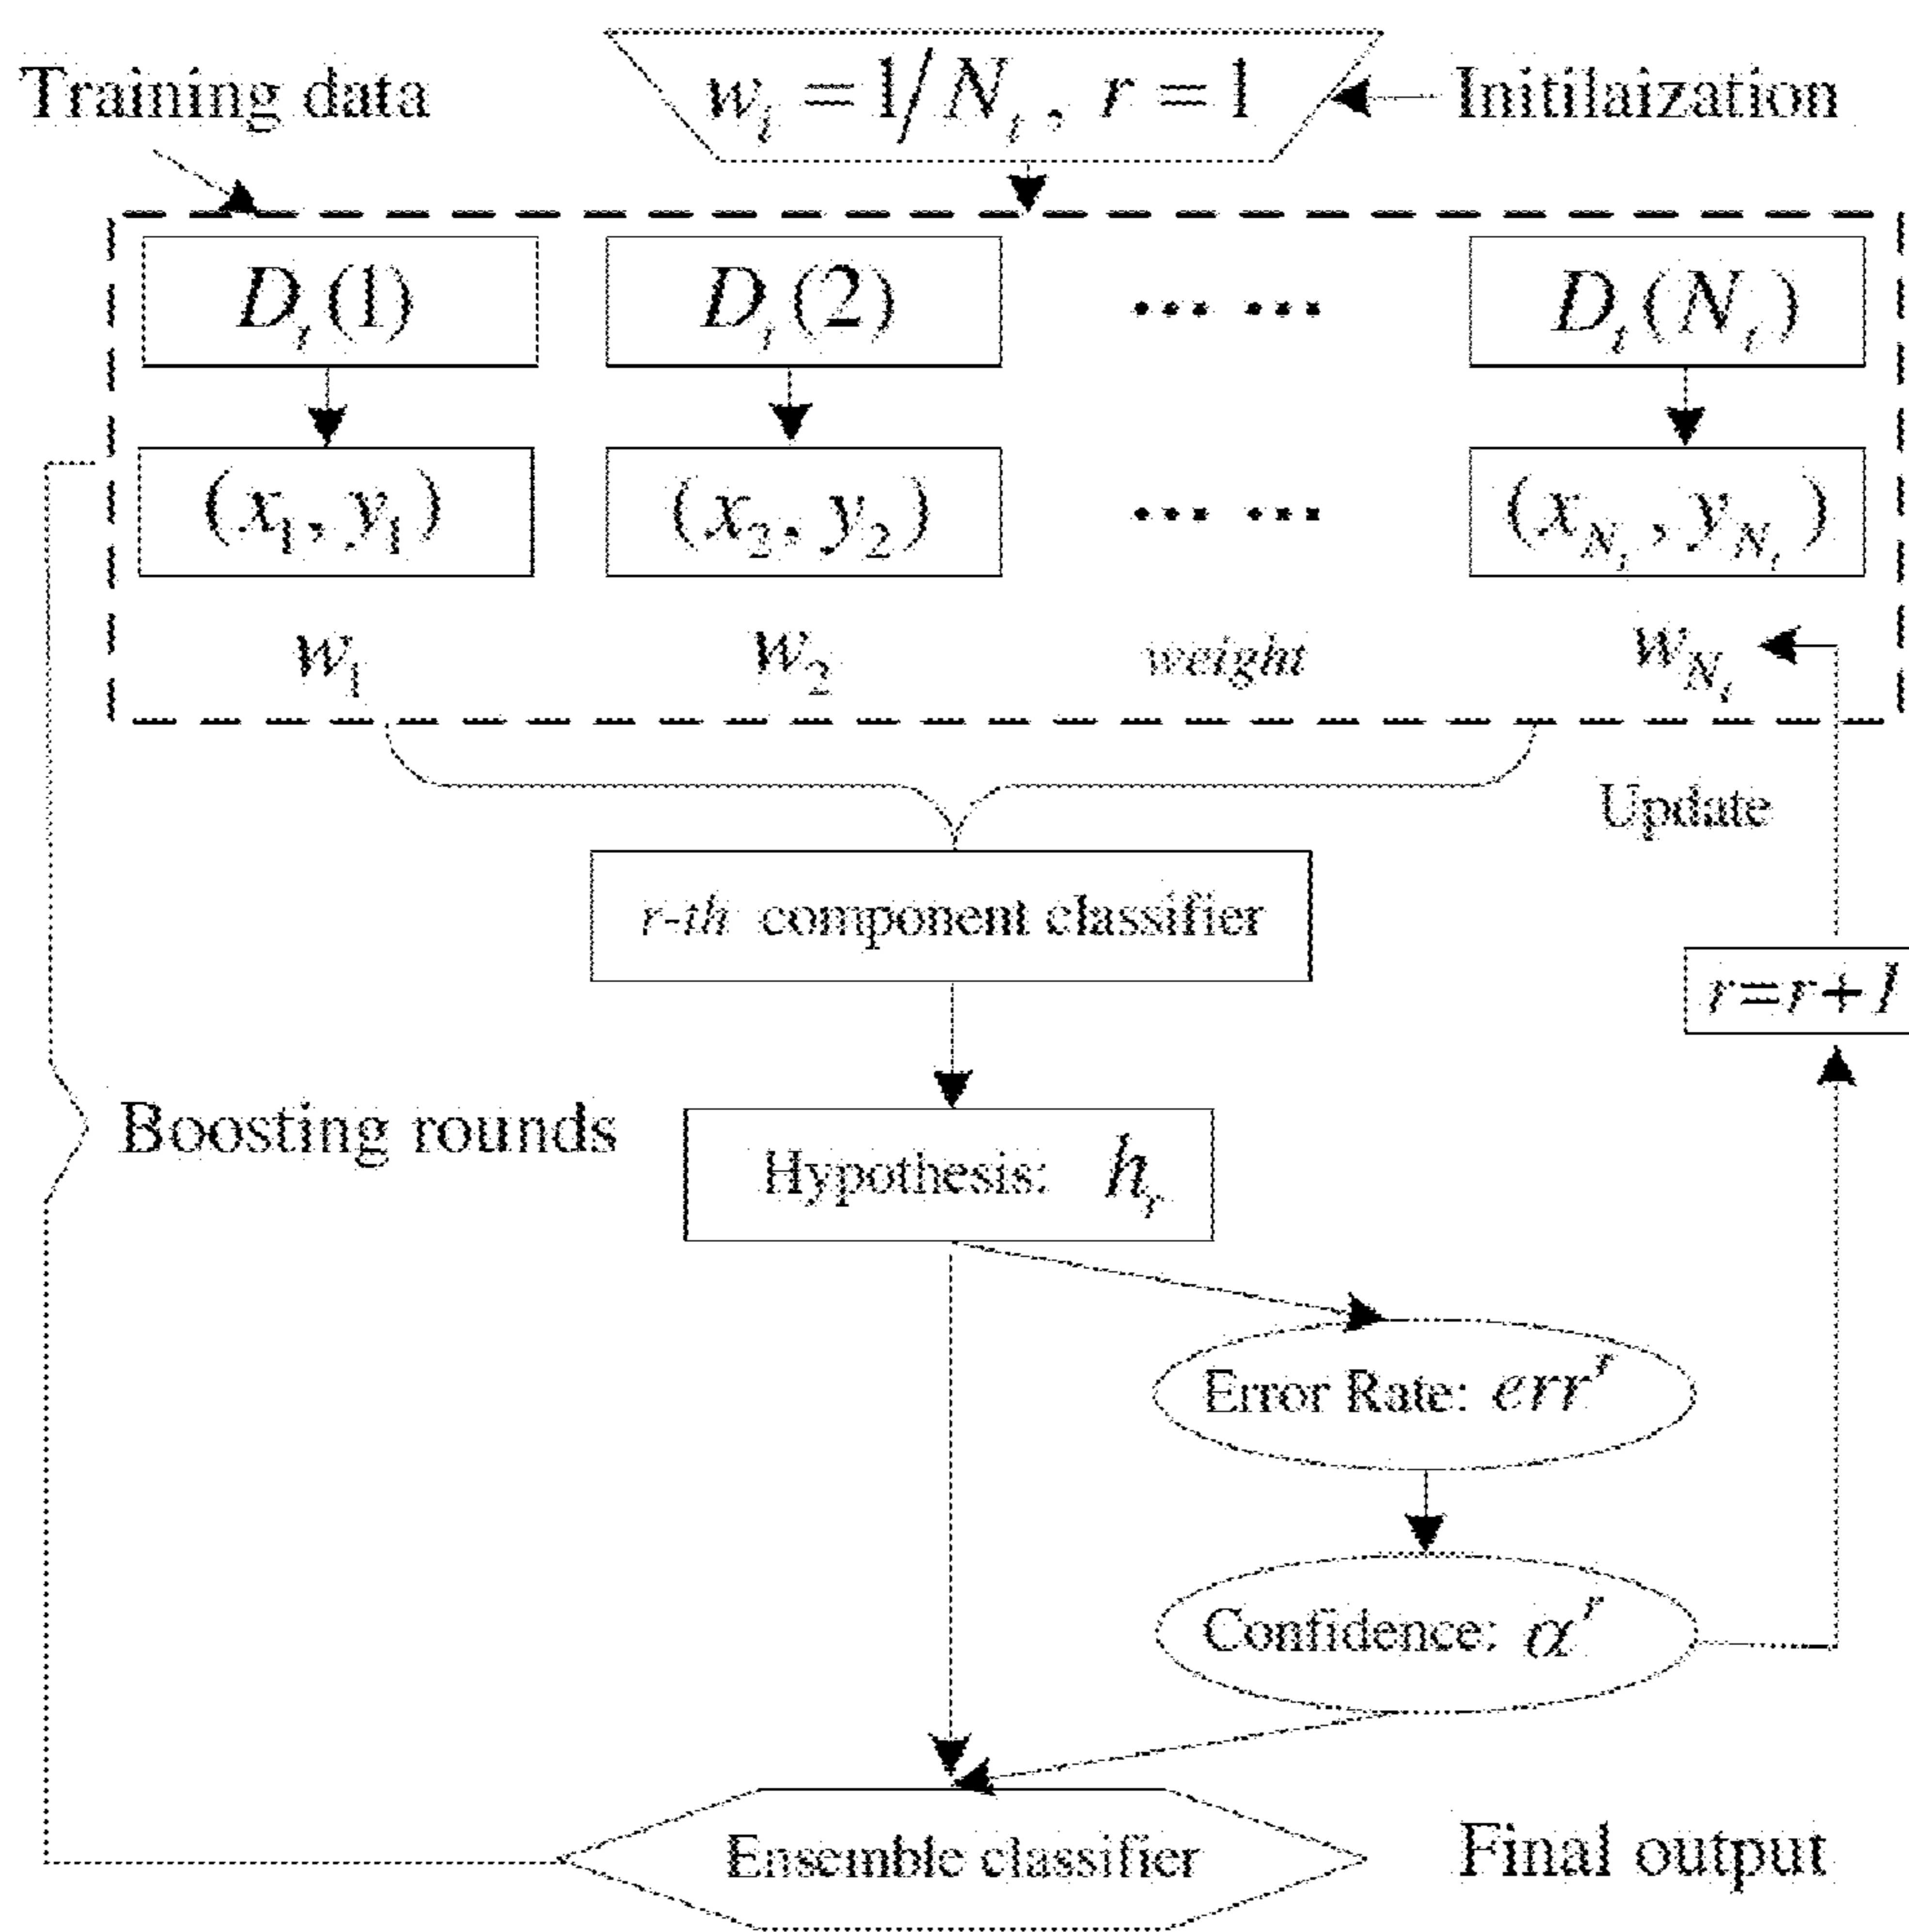 Training data
w_i = 1/N_t , r = 1
Initilaization
D_t(1)
D_t(2)
... ...
D_t(N_t)
(x_1, y_1)
(x_2, y_2)
... ...
(x_{N_t}, y_{N_t})
w_1
w_2
weight
w_{N_t}
Update
r-th component classifier
r=r+1
Boosting rounds
Hypothesis: h_r
Error Rate: err^r
Confidence: α^r
Ensemble classifier
Final output